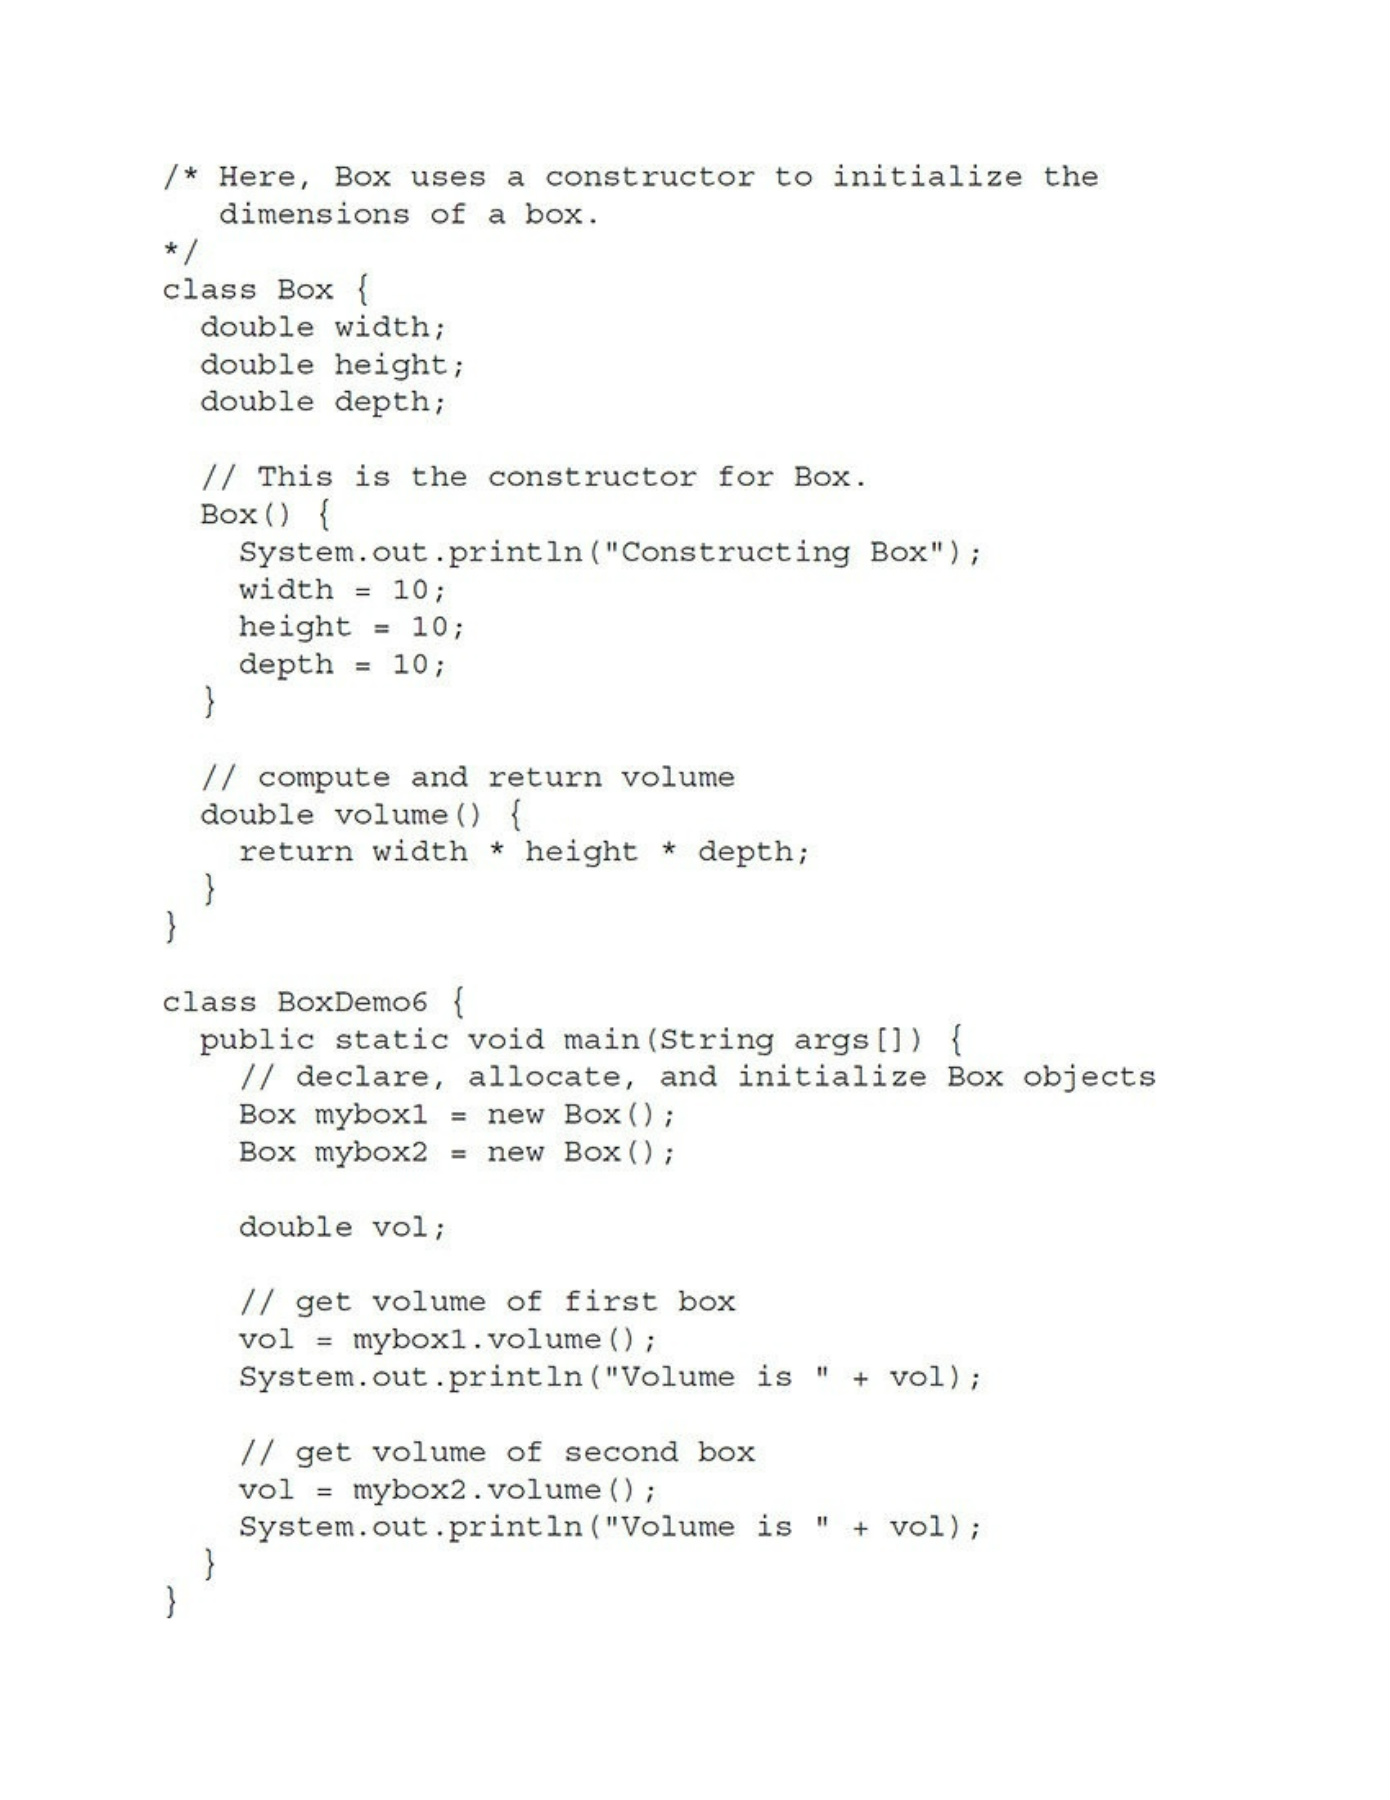 /* Here, Box uses a constructor to initialize the
   dimensions of a box.
*/
class Box {
  double width;
  double height;
  double depth;

  // This is the constructor for Box.
  Box() {
    System.out.println("Constructing Box");
    width = 10;
    height = 10;
    depth = 10;
  }

  // compute and return volume
  double volume() {
    return width * height * depth;
  }
}

class BoxDemo6 {
  public static void main(String args[]) {
    // declare, allocate, and initialize Box objects
    Box mybox1 = new Box();
    Box mybox2 = new Box();

    double vol;

    // get volume of first box
    vol = mybox1.volume();
    System.out.println("Volume is " + vol);

    // get volume of second box
    vol = mybox2.volume();
    System.out.println("Volume is " + vol);
  }
}